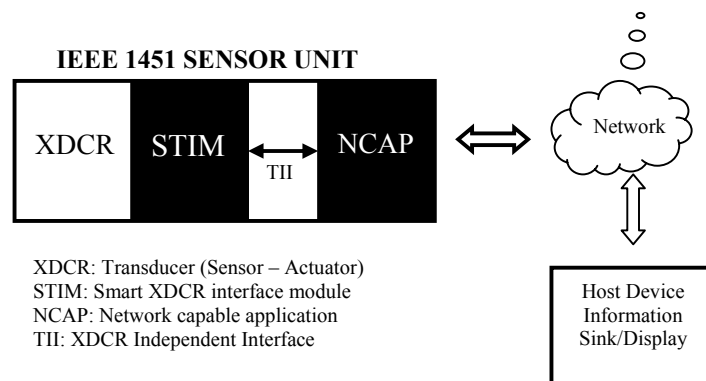 IEEE 1451 SENSOR UNIT
XDCR
STIM
TII
NCAP
Network
XDCR: Transducer (Sensor – Actuator)
STIM: Smart XDCR interface module
NCAP: Network capable application
TII: XDCR Independent Interface
Host Device
Information
Sink/Display